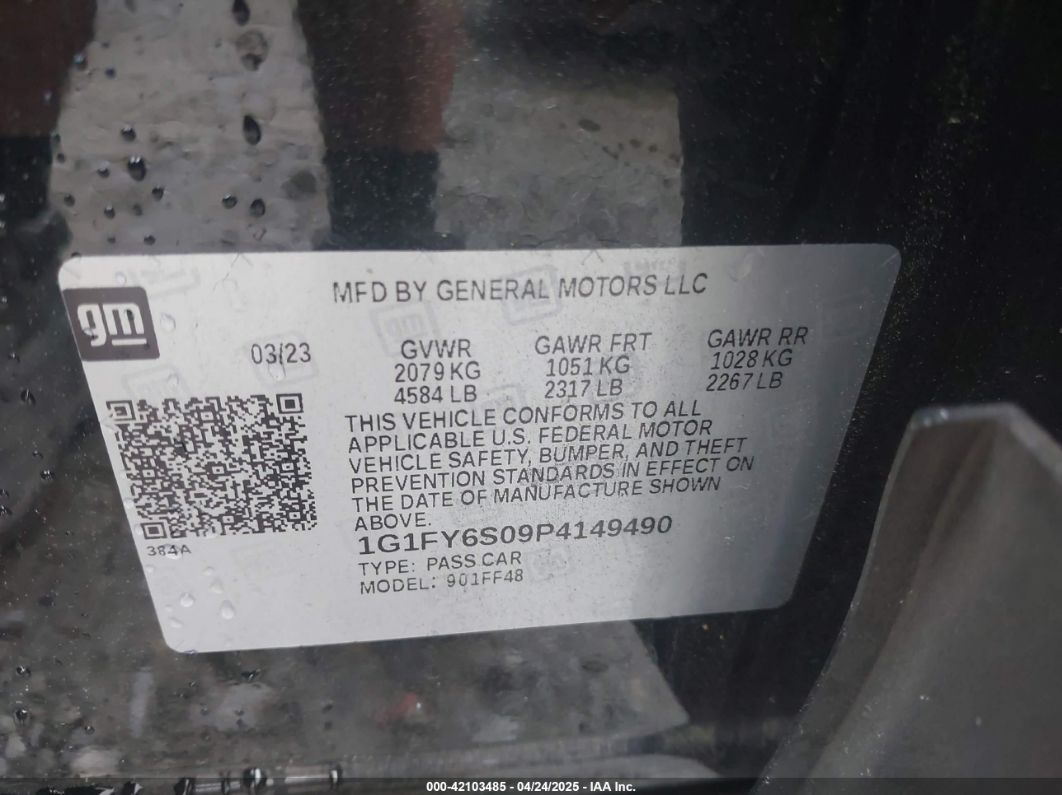 gm
MFD BY GENERAL MOTORS LLC
03/23
GVWR
2079 KG
4584 LB
GAWR FRT
1051 KG
2317 LB
GAWR RR
1028 KG
2267 LB
THIS VEHICLE CONFORMS TO ALL
APPLICABLE U.S. FEDERAL MOTOR
VEHICLE SAFETY, BUMPER, AND THEFT
PREVENTION STANDARDS IN EFFECT ON
THE DATE OF MANUFACTURE SHOWN
ABOVE.
384A
1G1FY6S09P4149490
TYPE: PASS CAR
MODEL: 901FF48
000-42103485 - 04/24/2025 - IAA Inc.